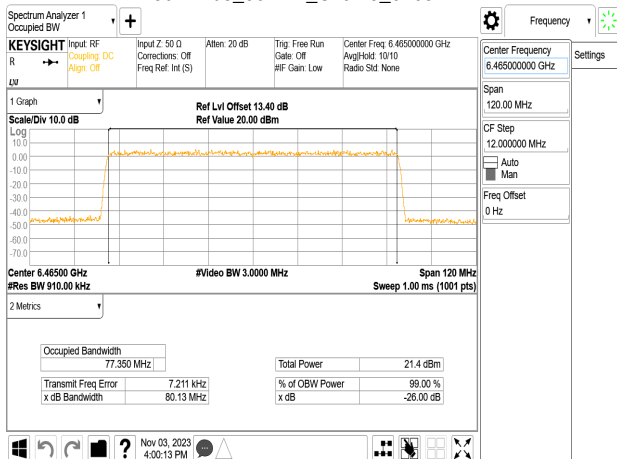 Spectrum Analyzer 1
Occupied BW
Frequency
KEYSIGHT
R
LXI
Input: RF
Coupling: DC
Align: Off
Input Z: 50 Ω
Corrections: Off
Freq Ref: Int (S)
Atten: 20 dB
Trig: Free Run
Gate: Off
#IF Gain: Low
Center Freq: 6.465000000 GHz
Avg|Hold: 10/10
Radio Std: None
Center Frequency
6.465000000 GHz
Settings
Span
120.00 MHz
CF Step
12.000000 MHz
Auto
Man
Freq Offset
0 Hz
1 Graph
Scale/Div 10.0 dB
Ref Lvl Offset 13.40 dB
Ref Value 20.00 dBm
Log
10.0
0.00
-10.0
-20.0
-30.0
-40.0
-50.0
-60.0
-70.0
Center 6.46500 GHz
#Video BW 3.0000 MHz
Span 120 MHz
#Res BW 910.00 kHz
Sweep 1.00 ms (1001 pts)
2 Metrics
Occupied Bandwidth
77.350 MHz
Total Power 21.4 dBm
Transmit Freq Error 7.211 kHz
% of OBW Power 99.00 %
x dB Bandwidth 80.13 MHz
x dB -26.00 dB
?
Nov 03, 2023
4:00:13 PM